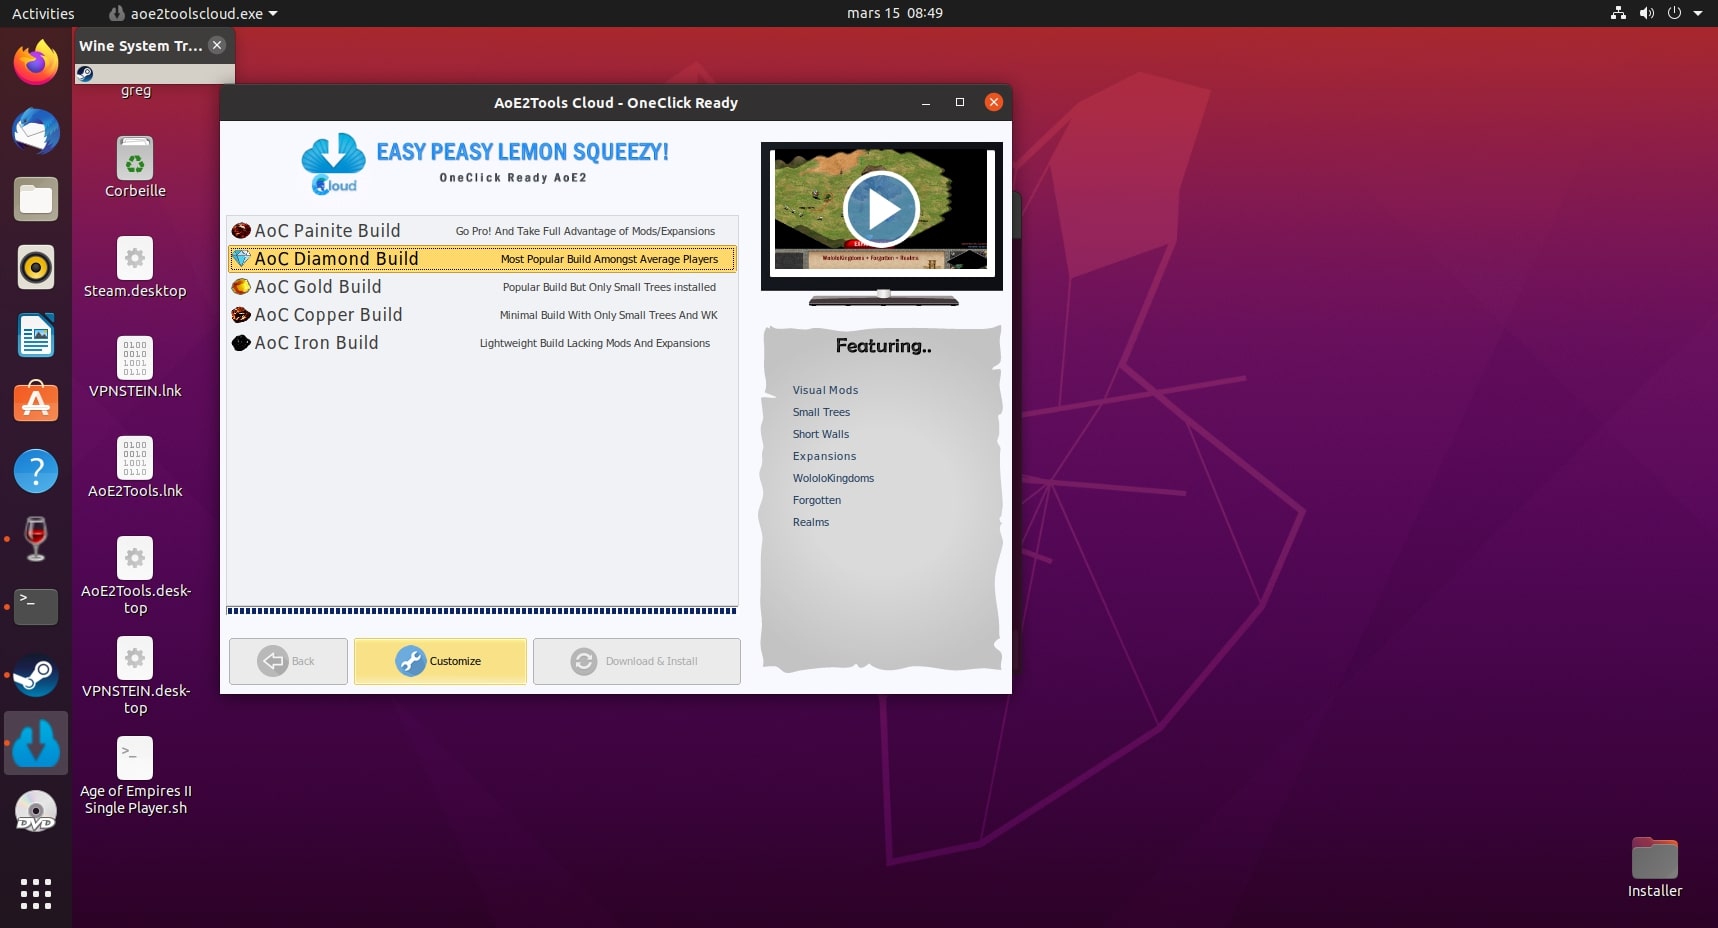 Activities
aoe2toolscloud.exe
mars 15 08:49
Wine System Tr...
greg
Corbeille
Steam.desktop
VPNSTEIN.lnk
AoE2Tools.lnk
AoE2Tools.desk-
top
VPNSTEIN.desk-
top
Age of Empires II
Single Player.sh
AoE2Tools Cloud - OneClick Ready
Cloud
EASY PEASY LEMON SQUEEZY!
OneClick Ready AoE2
AoC Painite Build Go Pro! And Take Full Advantage of Mods/Expansions
AoC Diamond Build Most Popular Build Amongst Average Players
AoC Gold Build Popular Build But Only Small Trees installed
AoC Copper Build Minimal Build With Only Small Trees And WK
AoC Iron Build Lightweight Build Lacking Mods And Expansions
Back
Customize
Download & Install
WololoKingdoms + Forgotten + Realms
Featuring..
Visual Mods
Small Trees
Short Walls
Expansions
WololoKingdoms
Forgotten
Realms
DVD
Installer